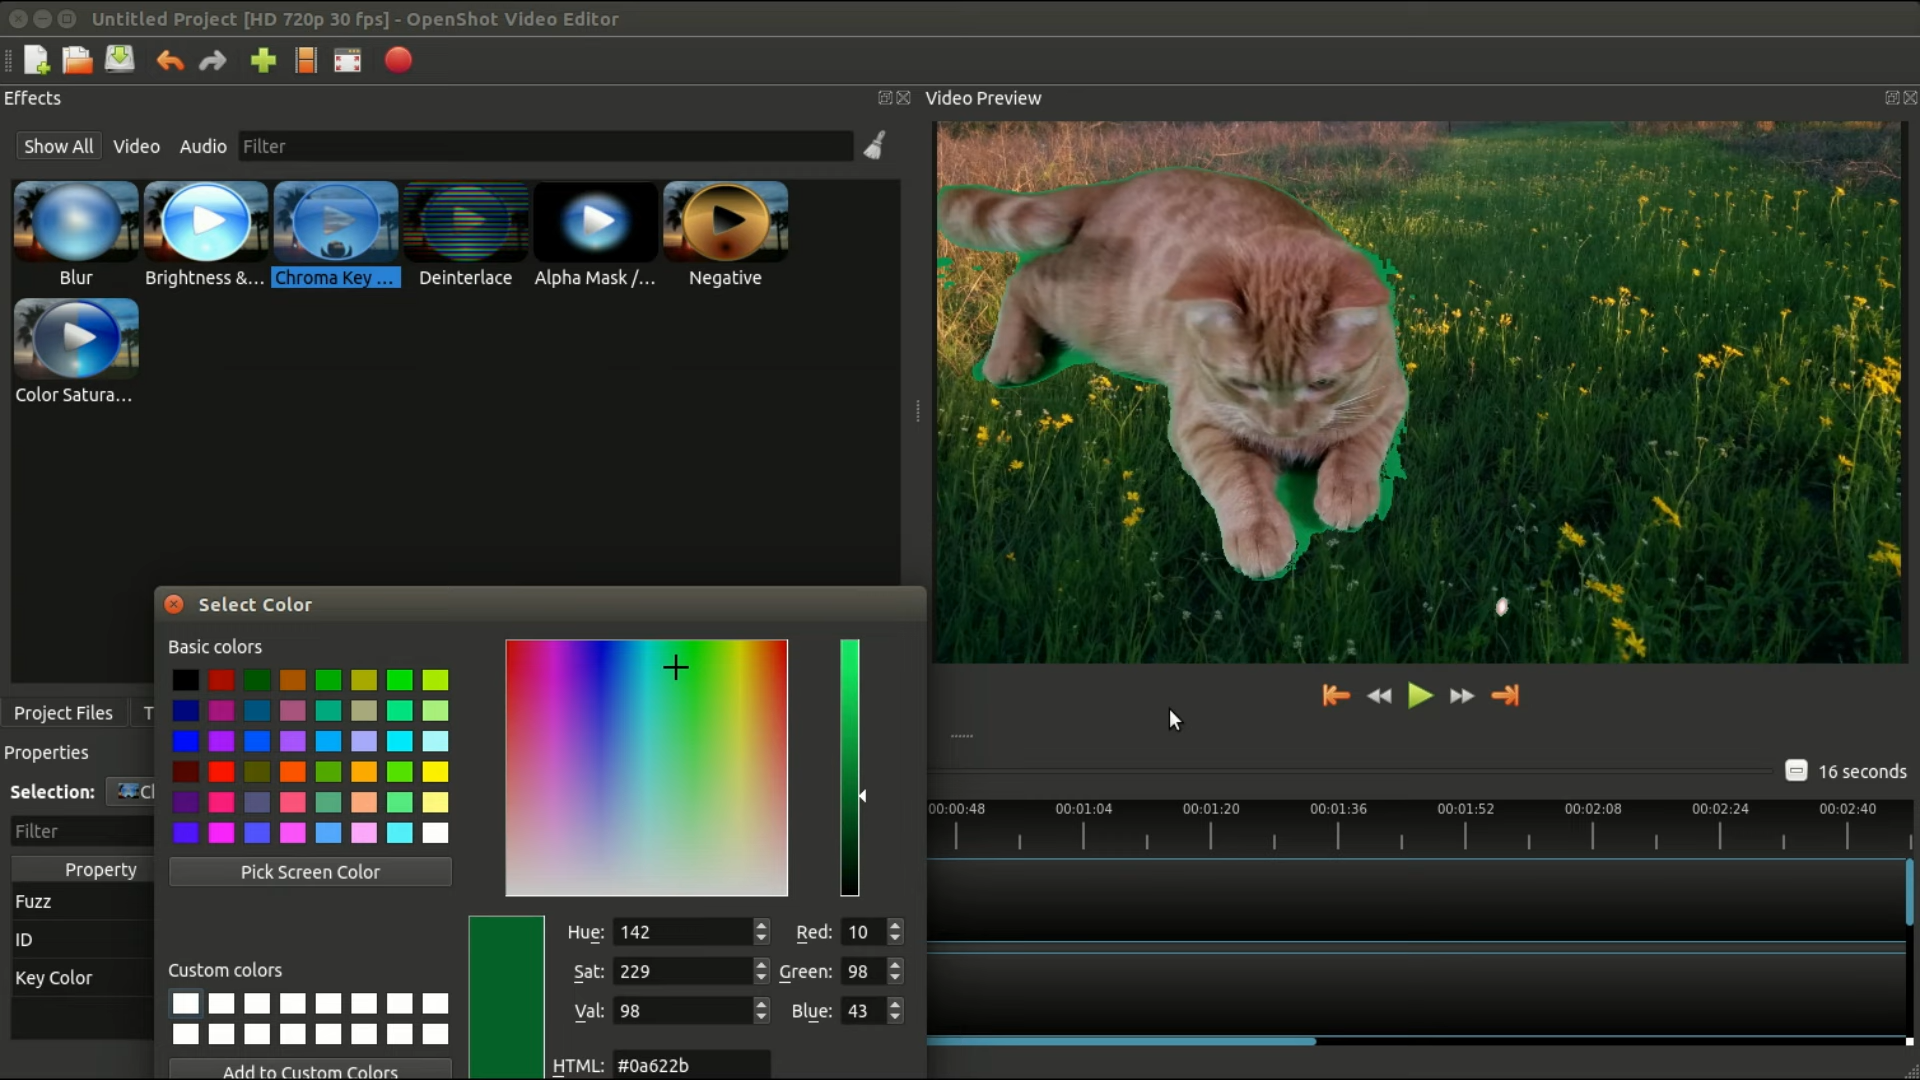 Untitled Project [HD 720p 30 fps] - OpenShot Video Editor
Effects
Video Preview
Show All Video Audio Filter
Blur Brightness &... Chroma Key ... Deinterlace Alpha Mask /... Negative
Color Satura...
Select Color
Basic colors
Project Files T
Properties
Selection: Cl
16 seconds
Filter
00:00:48 00:01:04 00:01:20 00:01:36 00:01:52 00:02:08 00:02:24 00:02:40
Property
Pick Screen Color
Fuzz
Hue: 142 Red: 10
ID
Custom colors
Sat: 229 Green: 98
Key Color
Val: 98 Blue: 43
HTML: #0a622b
Add to Custom Colors